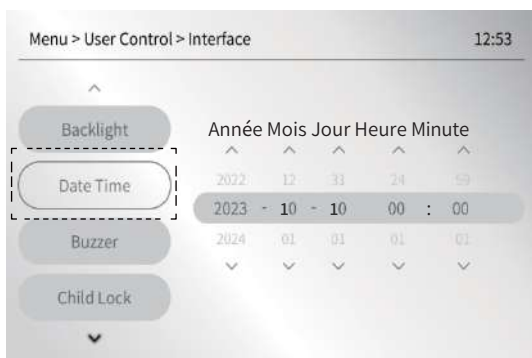 Menu > User Control > Interface 12:53
Backlight
Année Mois Jour Heure Minute
Date Time
2022 12 31 24 59
2023 - 10 - 10 00 : 00
Buzzer
2024 01 01 01 01
Child Lock